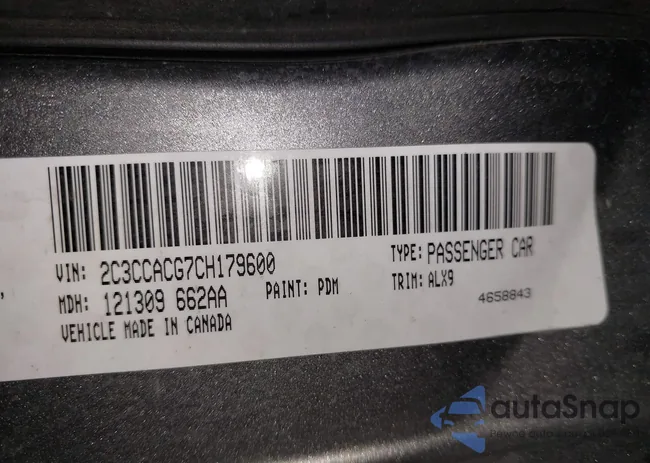 VIN: 2C3CCACG7CH179600 TYPE: PASSENGER CAR
MDH: 121309 662AA PAINT: PDM TRIM: ALX9
VEHICLE MADE IN CANADA 4658843
autoSnap